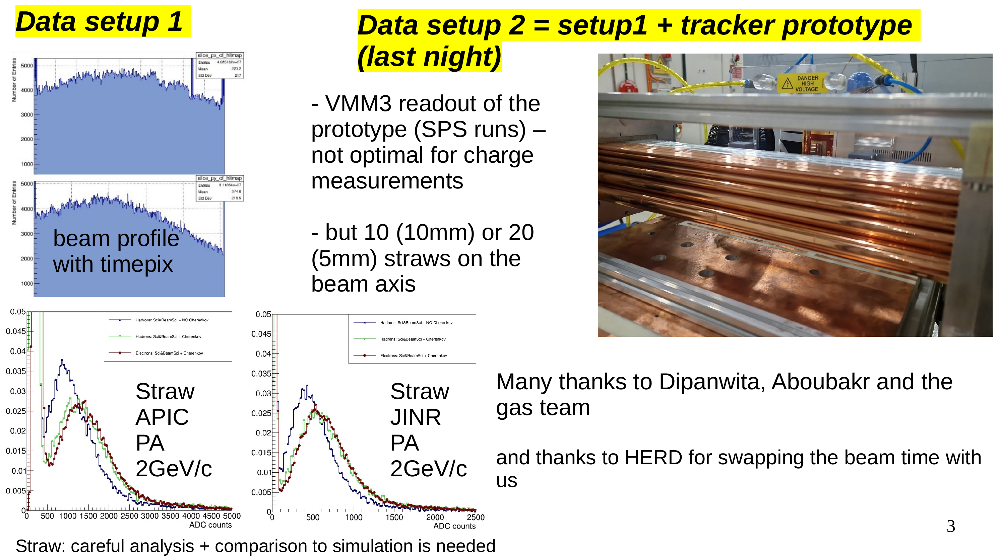 Data setup 1
Data setup 2 = setup1 + tracker prototype
(last night)
slice_px_of_hitmap
Entries 4.085182e+07
Mean 223.2
Std Dev 217
Number of Entries
5000
4000
3000
2000
1000
slice_py_of_hitmap
Entries 3.11064e+07
Mean 374.8
Std Dev 218.5
Number of Entries
5000
4000
3000
2000
1000
beam profile
with timepix
- VMM3 readout of the
prototype (SPS runs) –
not optimal for charge
measurements
- but 10 (10mm) or 20
(5mm) straws on the
beam axis
DANGER
HIGH
VOLTAGE
0.05
0.045
0.04
0.035
0.03
0.025
0.02
0.015
0.01
0.005
0
Hadrons: Sci&BeamSci + NO Cherenkov
Hadrons: Sci&BeamSci + Cherenkov
Electrons: Sci&BeamSci + Cherenkov
Straw
APIC
PA
2GeV/c
0 500 1000 1500 2000 2500 3000 3500 4000 4500 5000
ADC counts
0.05
0.045
0.04
0.035
0.03
0.025
0.02
0.015
0.01
0.005
0
Hadrons: Sci&BeamSci + NO Cherenkov
Hadrons: Sci&BeamSci + Cherenkov
Electrons: Sci&BeamSci + Cherenkov
Straw
JINR
PA
2GeV/c
0 500 1000 1500 2000 2500
ADC counts
Many thanks to Dipanwita, Aboubakr and the
gas team
and thanks to HERD for swapping the beam time with
us
3
Straw: careful analysis + comparison to simulation is needed